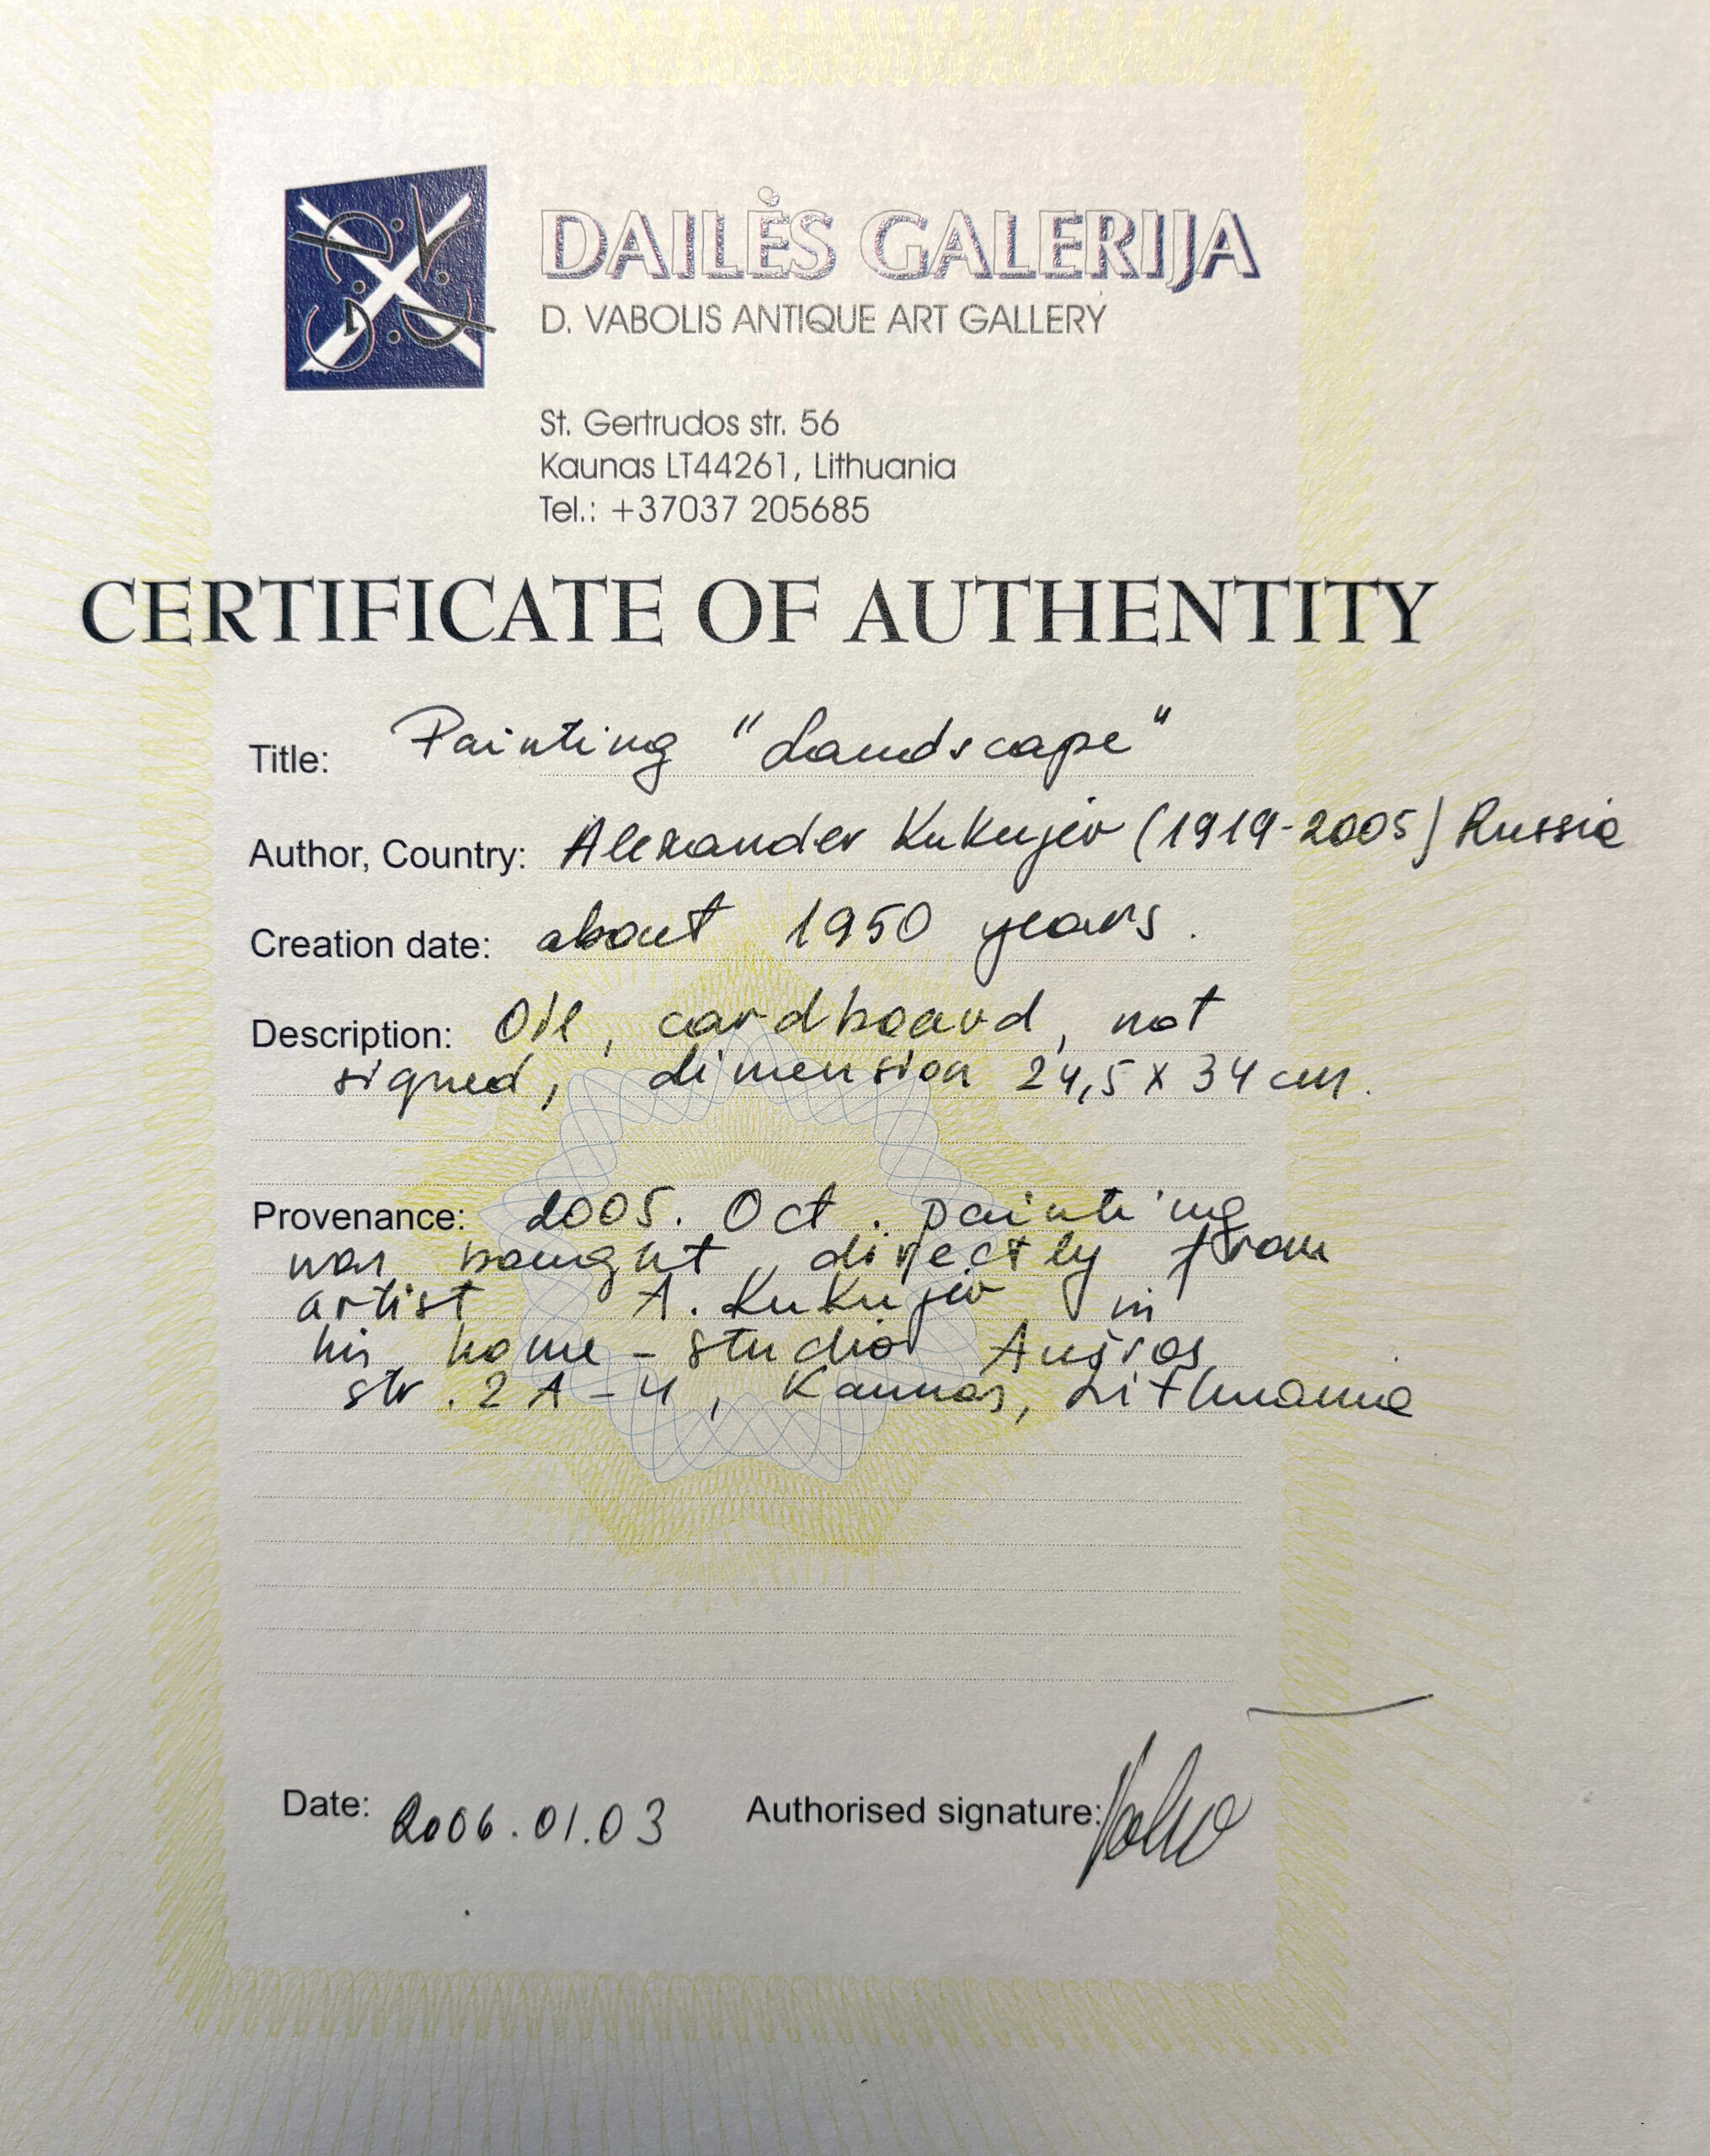 DAILĖS GALERIJA
D. VABOLIS ANTIQUE ART GALLERY
St. Gertrudos str. 56
Kaunas LT44261, Lithuania
Tel.: +37037 205685
CERTIFICATE OF AUTHENTITY
Title: Painting "Landscape"
Author, Country: Alexander Kukujev (1919-2005) Russia
Creation date: about 1950 years.
Description: Oil, cardboard, not
signed, dimension 24,5 x 34 cm.
Provenance: 2005. Oct. painting
was bought directly from
artist A. Kukujev in
his home-studio Aušros
str. 2A-4, Kaunas, Lithuania
Date: 2006.01.03 Authorised signature: